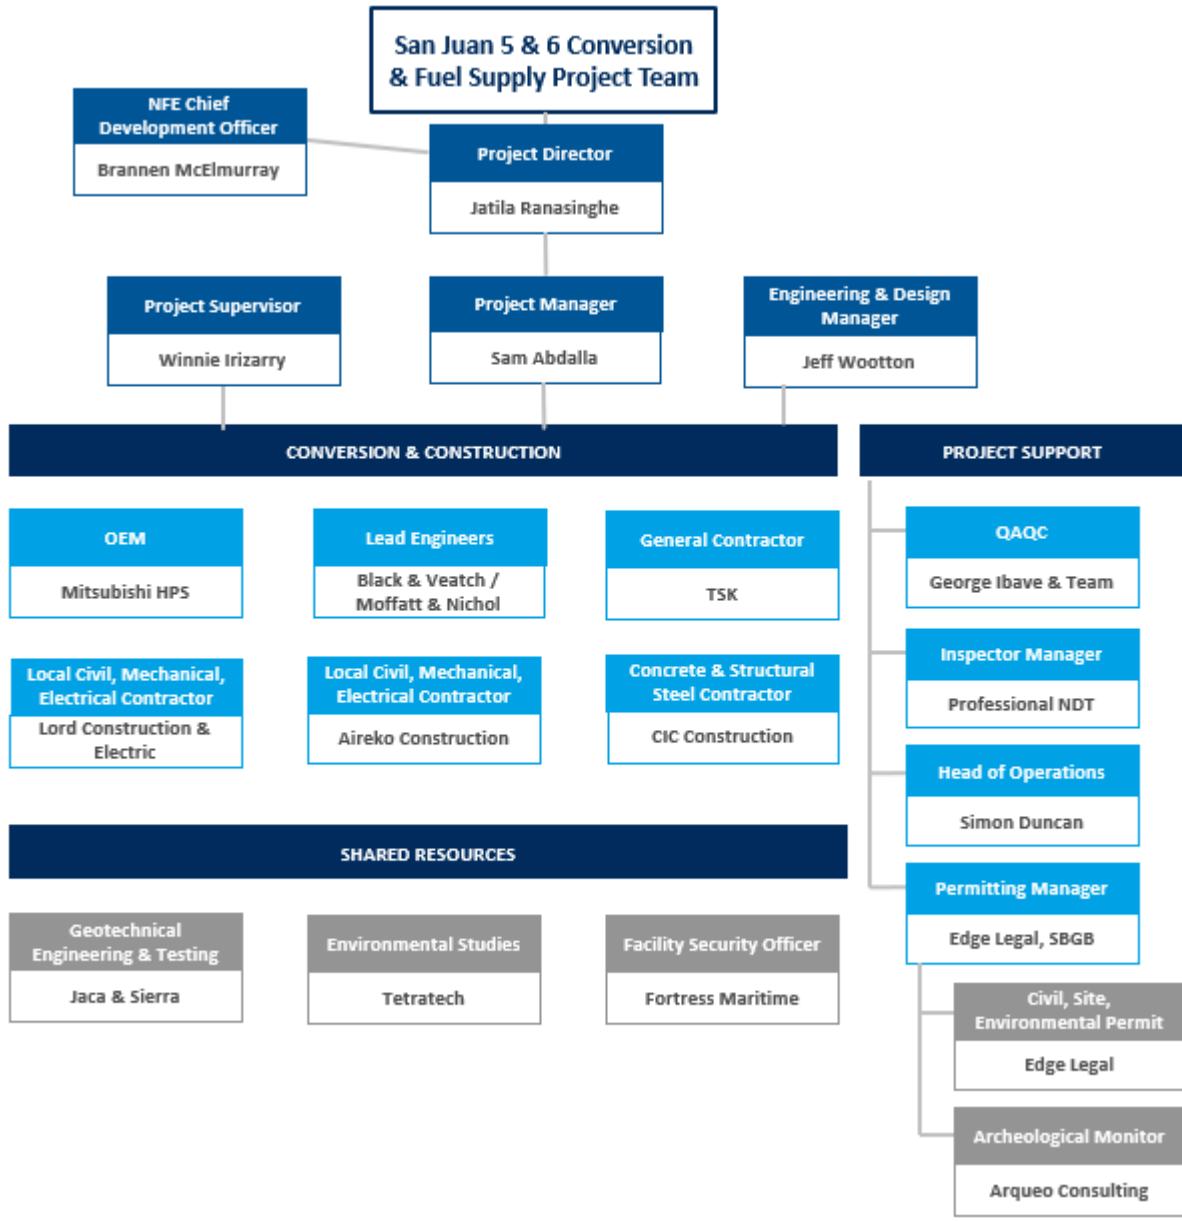 San Juan 5 & 6 Conversion
& Fuel Supply Project Team
NFE Chief
Development Officer
Brannen McElmurray
Project Director
Jatila Ranasinghe
Project Supervisor
Winnie Irizarry
Project Manager
Sam Abdalla
Engineering & Design
Manager
Jeff Wootton
CONVERSION & CONSTRUCTION
OEM
Mitsubishi HPS
Lead Engineers
Black & Veatch /
Moffatt & Nichol
General Contractor
TSK
Local Civil, Mechanical,
Electrical Contractor
Lord Construction &
Electric
Local Civil, Mechanical,
Electrical Contractor
Aireko Construction
Concrete & Structural
Steel Contractor
CIC Construction
SHARED RESOURCES
Geotechnical
Engineering & Testing
Jaca & Sierra
Environmental Studies
Tetratech
Facility Security Officer
Fortress Maritime
PROJECT SUPPORT
QAQC
George Ibave & Team
Inspector Manager
Professional NDT
Head of Operations
Simon Duncan
Permitting Manager
Edge Legal, SBGB
Civil, Site,
Environmental Permit
Edge Legal
Archeological Monitor
Arqueo Consulting